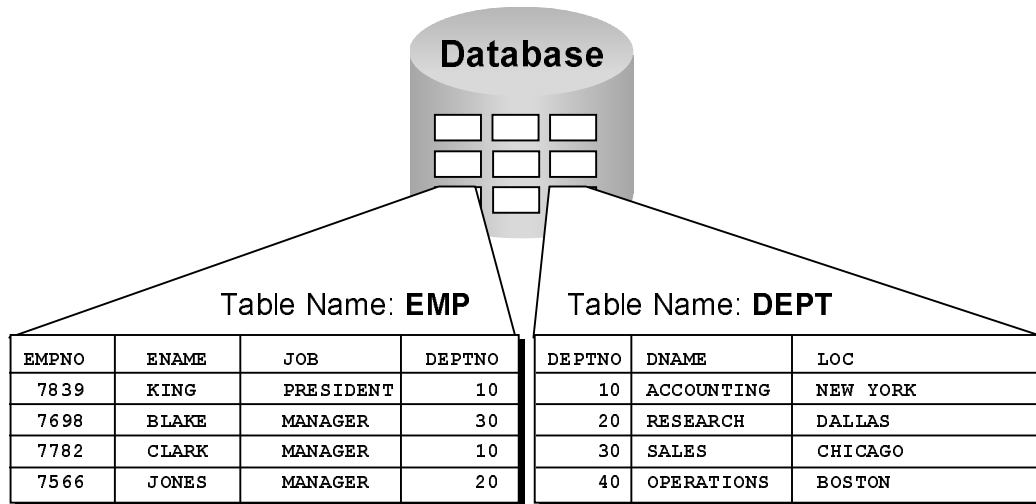 Database
Table Name: EMP
EMPNO ENAME JOB DEPTNO
7839 KING PRESIDENT 10
7698 BLAKE MANAGER 30
7782 CLARK MANAGER 10
7566 JONES MANAGER 20
Table Name: DEPT
DEPTNO DNAME LOC
10 ACCOUNTING NEW YORK
20 RESEARCH DALLAS
30 SALES CHICAGO
40 OPERATIONS BOSTON